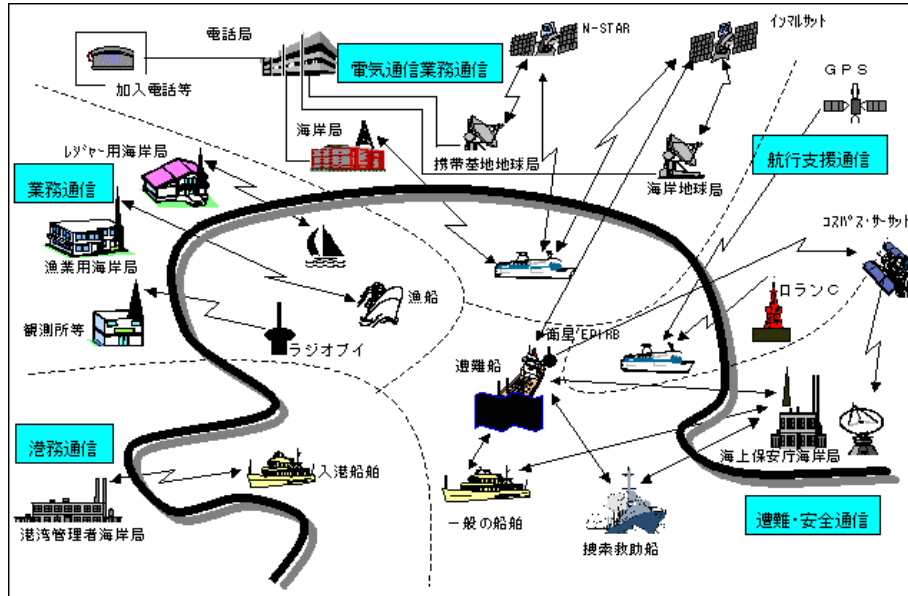 電話局
N-STAR
ｲﾝﾏﾙｻｯﾄ
電気通信業務通信
加入電話等
ＧＰＳ
海岸局
ﾚｼﾞｬｰ用海岸局
携帯基地地球局
海岸地球局
航行支援通信
業務通信
ｺｽﾊﾟｽ･ｻｰｻｯﾄ
漁業用海岸局
漁船
ロランＣ
観測所等
ラジオブイ
衛星EPIRB
遭難船
港務通信
入港船舶
海上保安庁海岸局
一般の船舶
港湾管理者海岸局
捜索救助船
遭難・安全通信